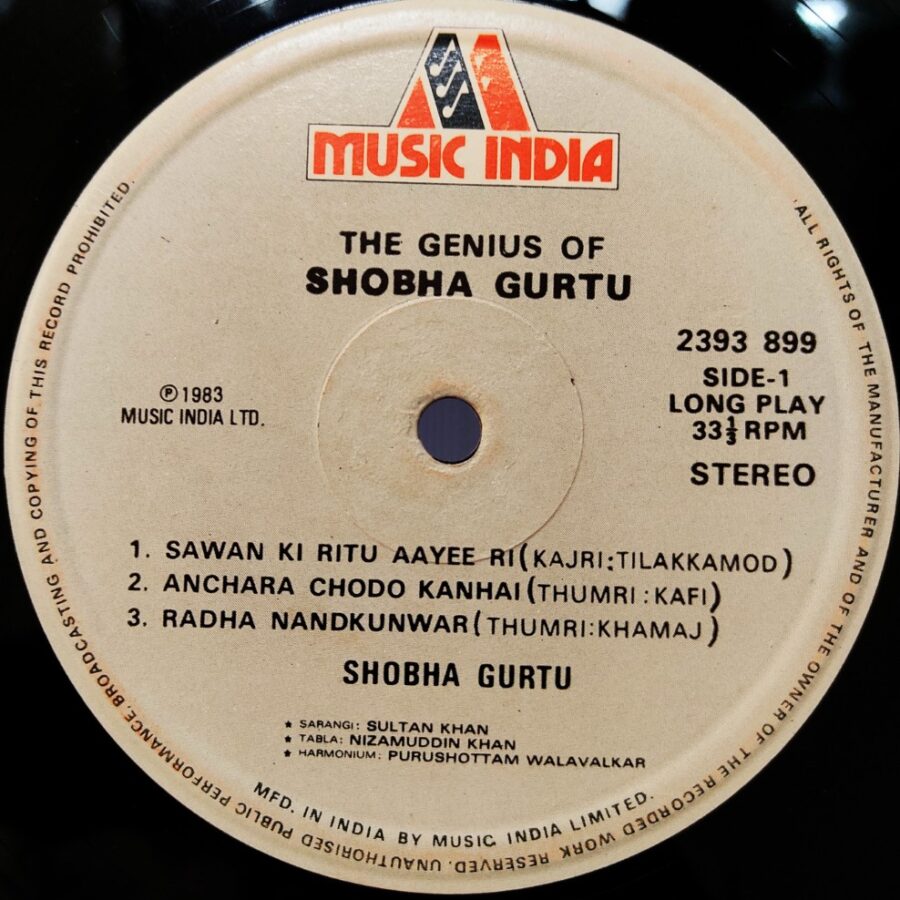 MUSIC INDIA
THE GENIUS OF
SHOBHA GURTU
2393 899
SIDE-1
LONG PLAY
33⅓ RPM
STEREO
℗ 1983
MUSIC INDIA LTD.
1. SAWAN KI RITU AAYEE RI (KAJRI:TILAKKAMOD)
2. ANCHARA CHODO KANHAI (THUMRI:KAFI)
3. RADHA NANDKUNWAR (THUMRI:KHAMAJ)
SHOBHA GURTU
★ SARANGI: SULTAN KHAN
★ TABLA: NIZAMUDDIN KHAN
★ HARMONIUM: PURUSHOTTAM WALAVALKAR
MFD. IN INDIA BY MUSIC INDIA LIMITED.
ALL RIGHTS OF THE MANUFACTURER AND OF THE OWNER OF THE RECORDED WORK RESERVED. UNAUTHORISED PUBLIC PERFORMANCE, BROADCASTING AND COPYING OF THIS RECORD PROHIBITED.